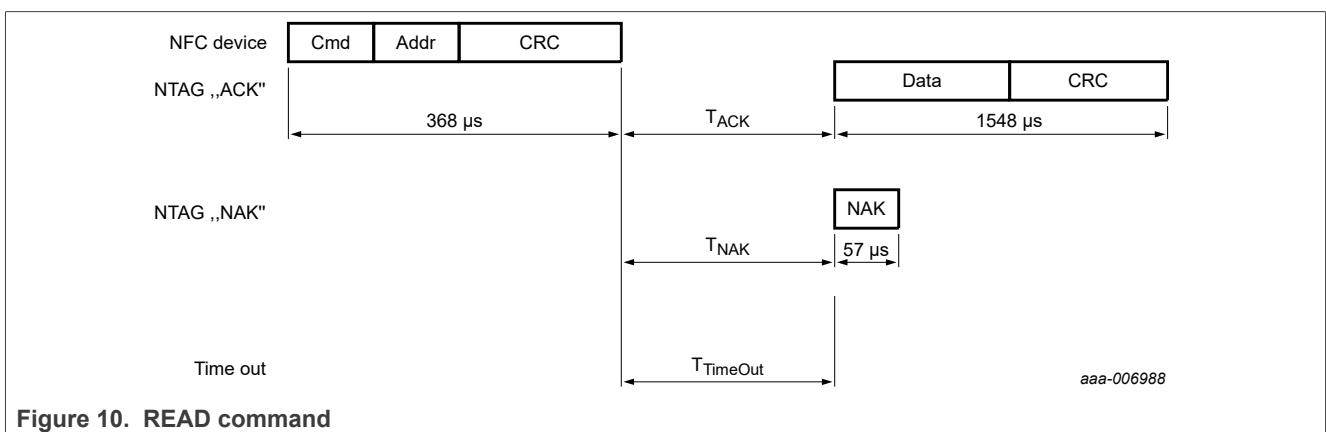 NFC device Cmd Addr CRC
NTAG ,,ACK" Data CRC
368 µs TACK 1548 µs
NTAG ,,NAK" NAK
TNAK 57 µs
Time out TTimeOut aaa-006988
Figure 10. READ command